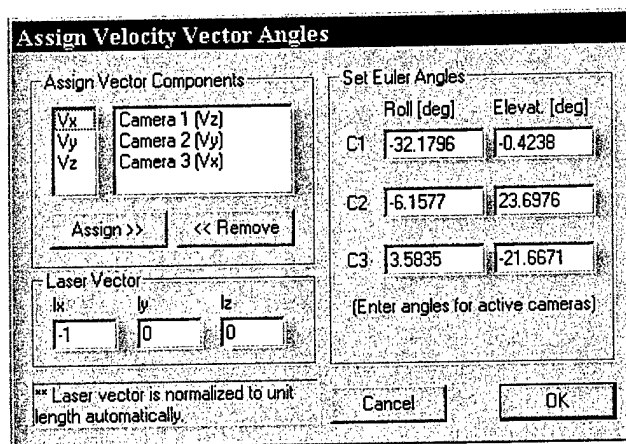 Assign Velocity Vector Angles
Assign Vector Components
Vx
Vy
Vz
Camera 1 (Vz)
Camera 2 (Vy)
Camera 3 (Vx)
Assign >>
<< Remove
Laser Vector
Ix
Iy
Iz
-1
0
0
** Laser vector is normalized to unit
length automatically.
Set Euler Angles
Roll [deg]
Elevat. [deg]
C1
-32.1796
-0.4238
C2
-6.1577
23.6976
C3
3.5835
-21.6671
(Enter angles for active cameras)
Cancel
OK